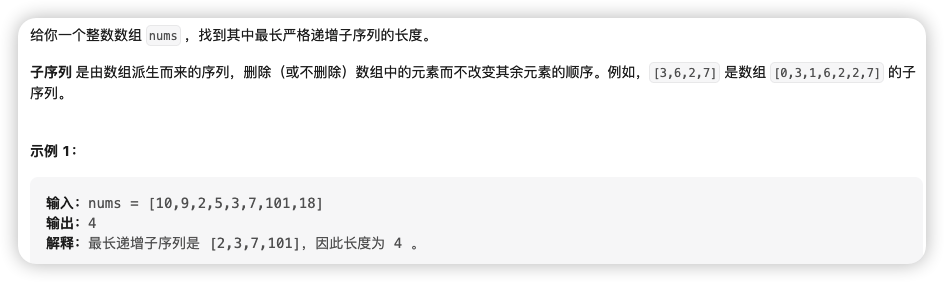 给你一个整数数组 nums ，找到其中最长严格递增子序列的长度。
子序列 是由数组派生而来的序列，删除（或不删除）数组中的元素而不改变其余元素的顺序。例如，[3,6,2,7] 是数组 [0,3,1,6,2,2,7] 的子
序列。
示例 1：
输入：nums = [10,9,2,5,3,7,101,18]
输出：4
解释：最长递增子序列是 [2,3,7,101]，因此长度为 4 。